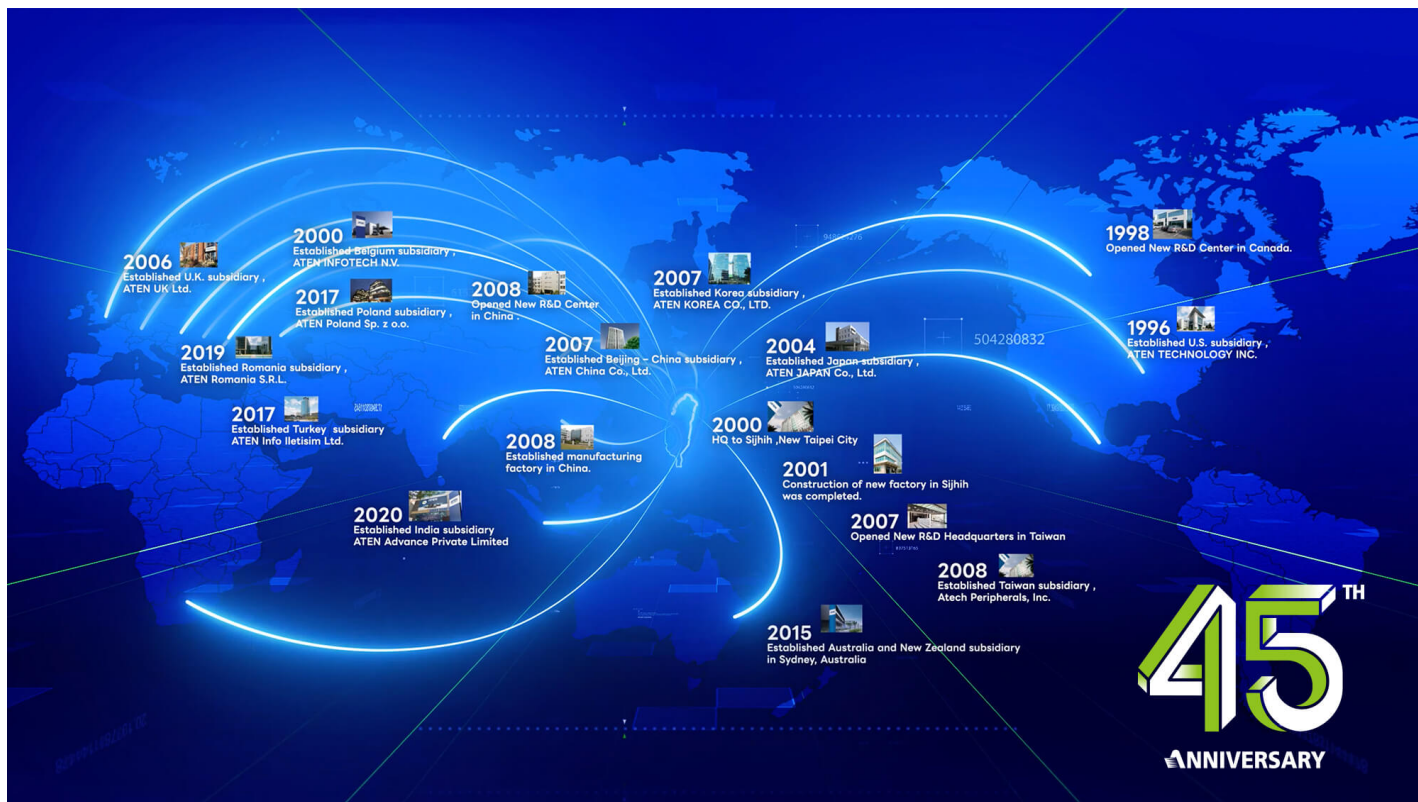 1998
Opened New R&D Center in Canada.
2000
Established Belgium subsidiary ,
ATEN INFOTECH N.V.
2006
Established U.K. subsidiary ,
ATEN UK Ltd.
2007
Established Korea subsidiary ,
ATEN KOREA CO., LTD.
2008
Opened New R&D Center
in China .
2017
Established Poland subsidiary ,
ATEN Poland Sp. z o.o.
1996
Established U.S. subsidiary ,
ATEN TECHNOLOGY INC.
504280832
2007
Established Beijing – China subsidiary ,
ATEN China Co., Ltd.
2004
Established Japan subsidiary ,
ATEN JAPAN Co., Ltd.
2019
Established Romania subsidiary ,
ATEN Romania S.R.L.
2017
Established Turkey subsidiary
ATEN Info Iletisim Ltd.
2000
HQ to Sijhih ,New Taipei City
2008
Established manufacturing
factory in China.
2001
Construction of new factory in Sijhih
was completed.
2020
Established India subsidiary
ATEN Advance Private Limited
2007
Opened New R&D Headquarters in Taiwan
2008
Established Taiwan subsidiary ,
Atech Peripherals, Inc.
2015
Established Australia and New Zealand subsidiary
in Sydney, Australia
45TH
ANNIVERSARY